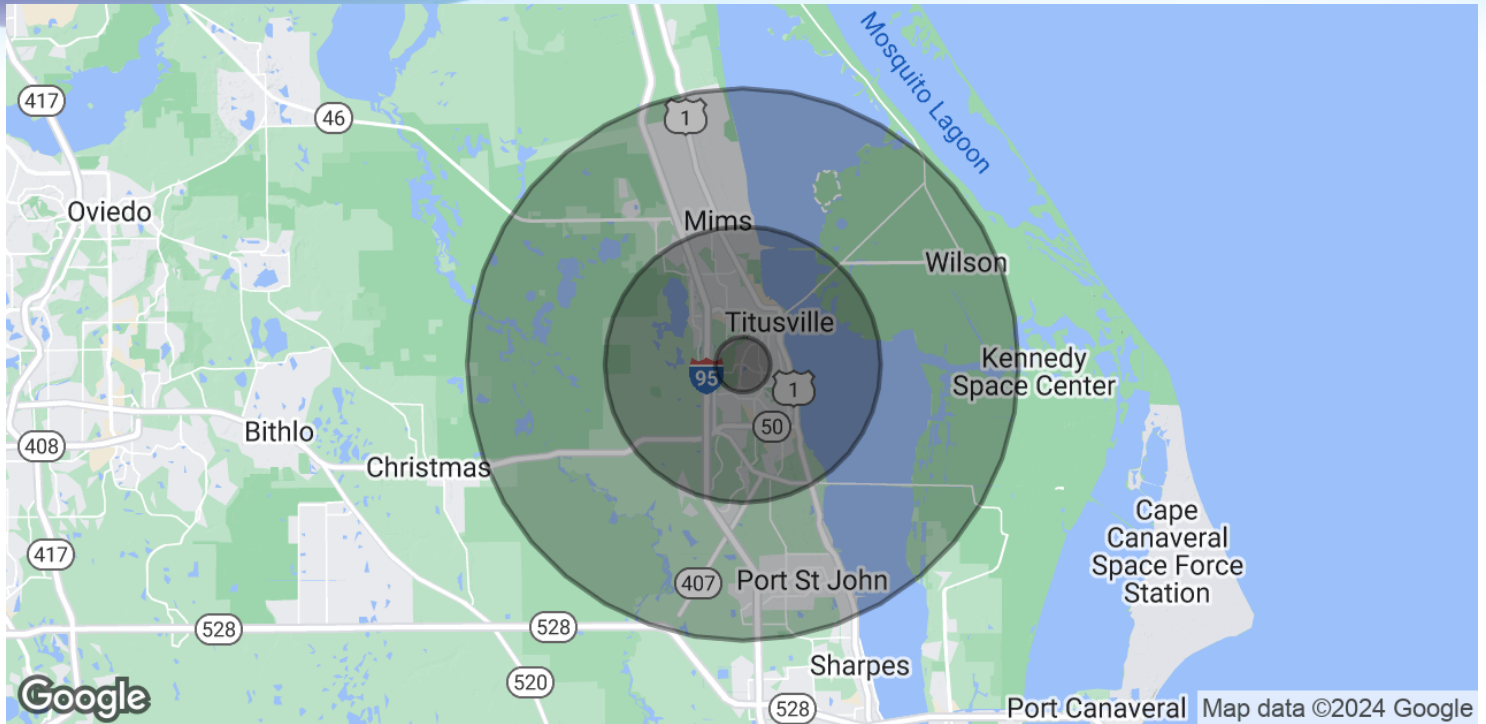 Mosquito Lagoon
417
46
1
Oviedo
Mims
Wilson
Titusville
Kennedy
Space Center
95
1
50
408
Bithlo
Christmas
Cape
Canaveral
Space Force
Station
417
407
Port St John
528
528
Sharpes
520
528
Port Canaveral
Google
Map data ©2024 Google